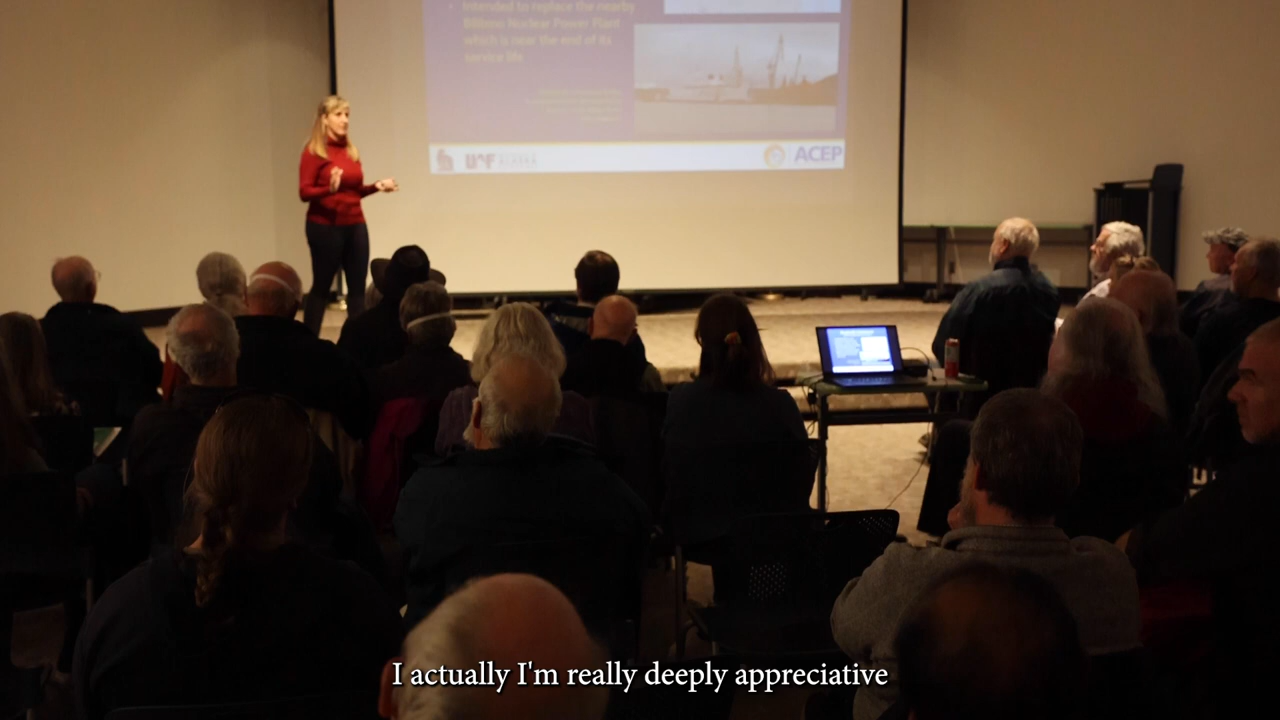 Intended to replace the nearby
Bilibino Nuclear Power Plant
which is near the end of its
service life
UAF
ACEP
I actually I'm really deeply appreciative